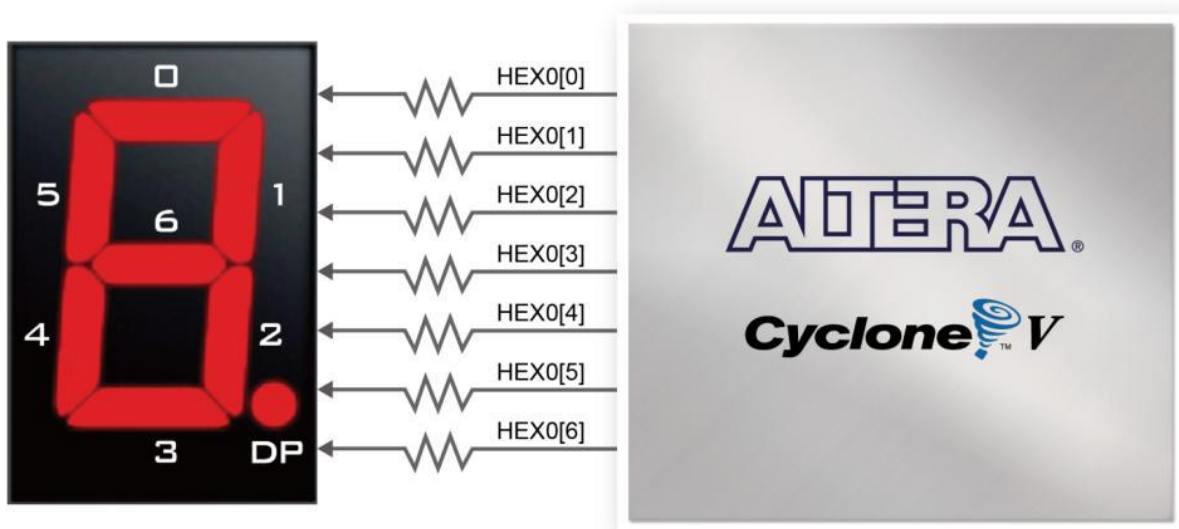 0
5
1
6
4
2
3
DP
HEX0[0]
HEX0[1]
HEX0[2]
HEX0[3]
HEX0[4]
HEX0[5]
HEX0[6]
ALTERA®
Cyclone™ V